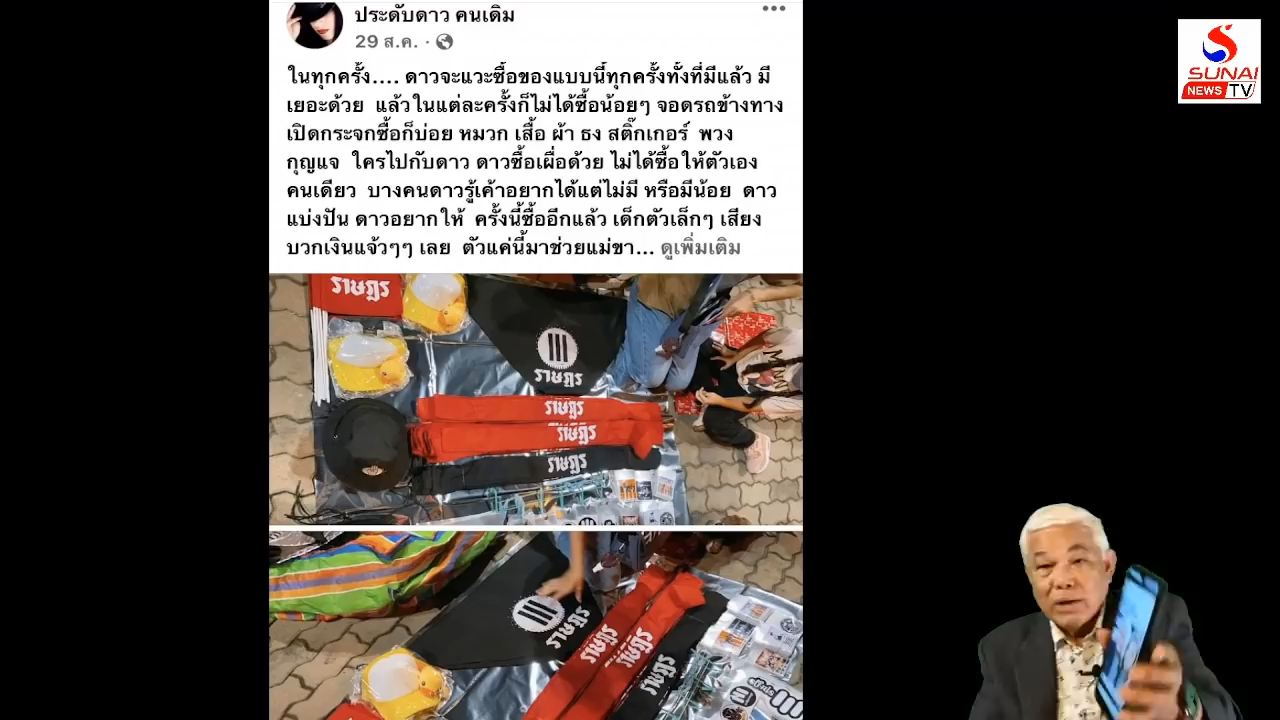 ประดับดาว คนเดิม
29 ส.ค. ·
ในทุกครั้ง.... ดาวจะแวะซื้อของแบบนี้ทุกครั้งทั้งที่มีแล้ว มี
เยอะด้วย แล้วในแต่ละครั้งก็ไม่ได้ซื้อน้อยๆ จอดรถข้างทาง
เปิดกระจกซื้อก็บ่อย หมวก เสื้อ ผ้า ธง สติ๊กเกอร์ พวง
กุญแจ ใครไปกับดาว ดาวซื้อเผื่อด้วย ไม่ได้ซื้อให้ตัวเอง
คนเดียว บางคนดาวรู้เค้าอยากได้แต่ไม่มี หรือมีน้อย ดาว
แบ่งปัน ดาวอยากให้ ครั้งนี้ซื้ออีกแล้ว เด็กตัวเล็กๆ เสียง
บวกเงินแจ้วๆๆ เลย ตัวแค่นี้มาช่วยแม่ขา... ดูเพิ่มเติม
SUNAI
NEWS TV
ราษฎร
ราษฎร
ราษฎร
ราษฎร
ราษฎร
ราษฎร
ราษฎร
ราษฎร
ราษฎร